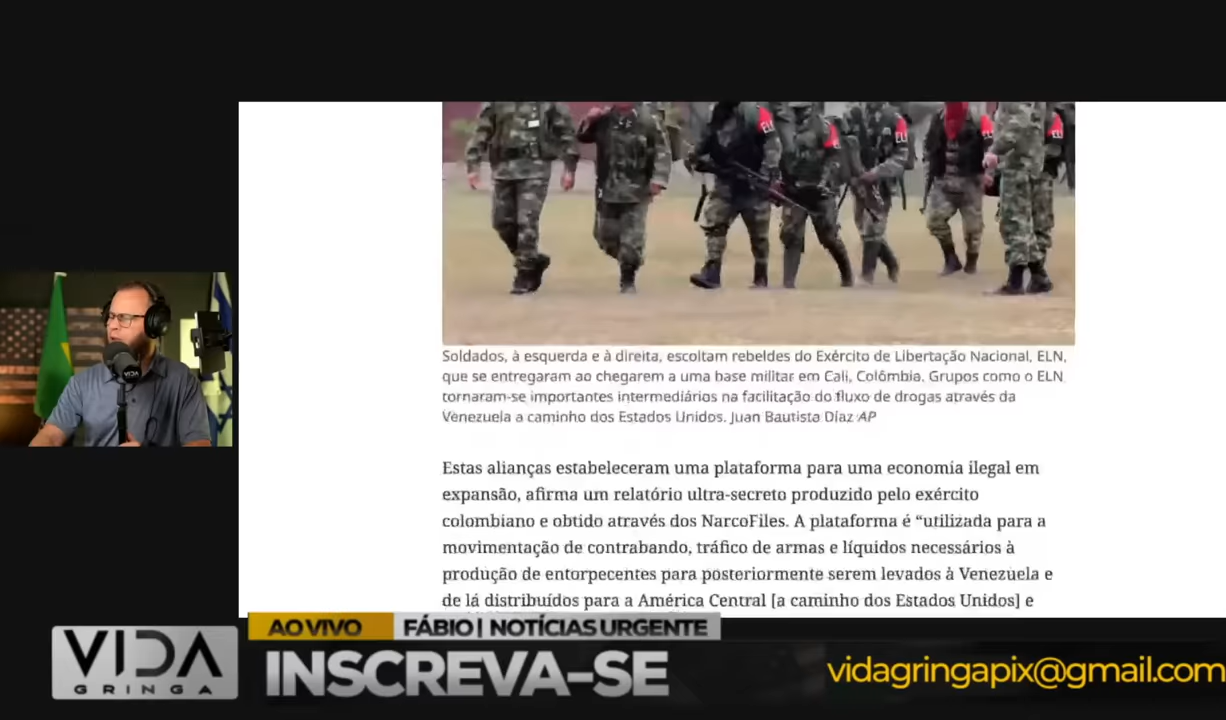 ELN
EL
ELN
EL
EL
Soldados, à esquerda e à direita, escoltam rebeldes do Exército de Libertação Nacional, ELN,
que se entregaram ao chegarem a uma base militar em Cali, Colômbia. Grupos como o ELN
tornaram-se importantes intermediários na facilitação do fluxo de drogas através da
Venezuela a caminho dos Estados Unidos. Juan Bautista Díaz AP
Estas alianças estabeleceram uma plataforma para uma economia ilegal em
expansão, afirma um relatório ultra-secreto produzido pelo exército
colombiano e obtido através dos NarcoFiles. A plataforma é “utilizada para a
movimentação de contrabando, tráfico de armas e líquidos necessários à
produção de entorpecentes para posteriormente serem levados à Venezuela e
de lá distribuídos para a América Central [a caminho dos Estados Unidos] e
AO VIVO FÁBIO | NOTÍCIAS URGENTE
VIDA
GRINGA
INSCREVA-SE
vidagringapix@gmail.com